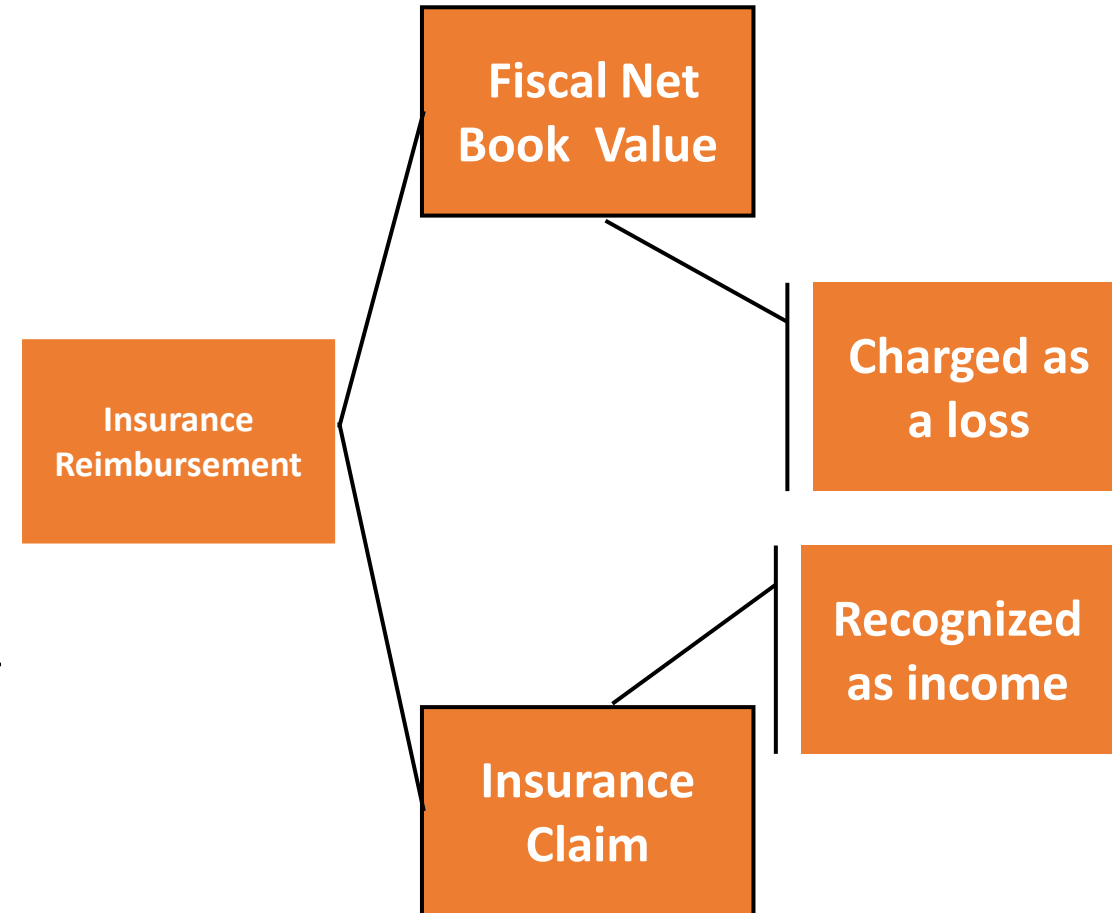 Fiscal Net
Book  Value
Charged as
a loss
Insurance
Reimbursement
Recognized
as income
Insurance
Claim